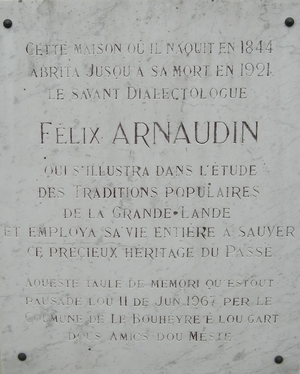 CETTE MAISON OÙ IL NAQUIT EN 1844
ABRITA JUSQU'À SA MORT EN 1921
LE SAVANT DIALECTOLOGUE
FÉLIX ARNAUDIN
QUI S'ILLUSTRA DANS L'ÉTUDE
DES TRADITIONS POPULAIRES
DE LA GRANDE-LANDE
ET EMPLOYA SA VIE ENTIÈRE À SAUVER
CE PRÉCIEUX HÉRITAGE DU PASSÉ
AQUESTE TAULE DE MEMORI QU'ESTOUT
PAUSADE LOU 11 DE JUN 1967 PER LE
COMMUNE DE LE BOUHEYRE E LOU GART
DOUS AMICS DOU MÈSTE.